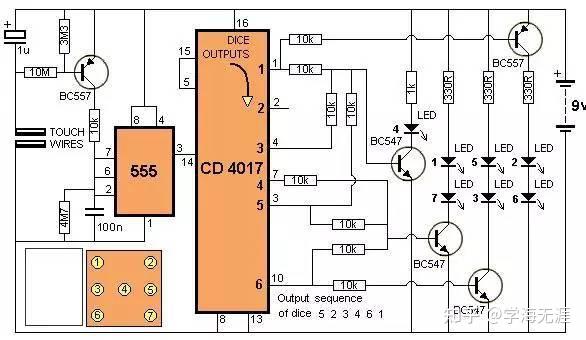 16
DICE
OUTPUTS
15
5
1
1
2
2
3
4
4
7
5
3
6
10
14
3
CD 4017
8
13
1u
3M3
10M
BC557
10k
TOUCH
WIRES
555
8
4
7
6
2
1
4M7
100n
1
2
3
4
5
6
7
10k
10k
10k
10k
10k
10k
10k
10k
1k
LED
4
BC547
BC557
330R
330R
330R
LED
LED
LED
1
5
2
7
3
6
BC547
BC547
9v
Output sequence
of dice 5 2 3 4 6 1
知乎 @学海无涯